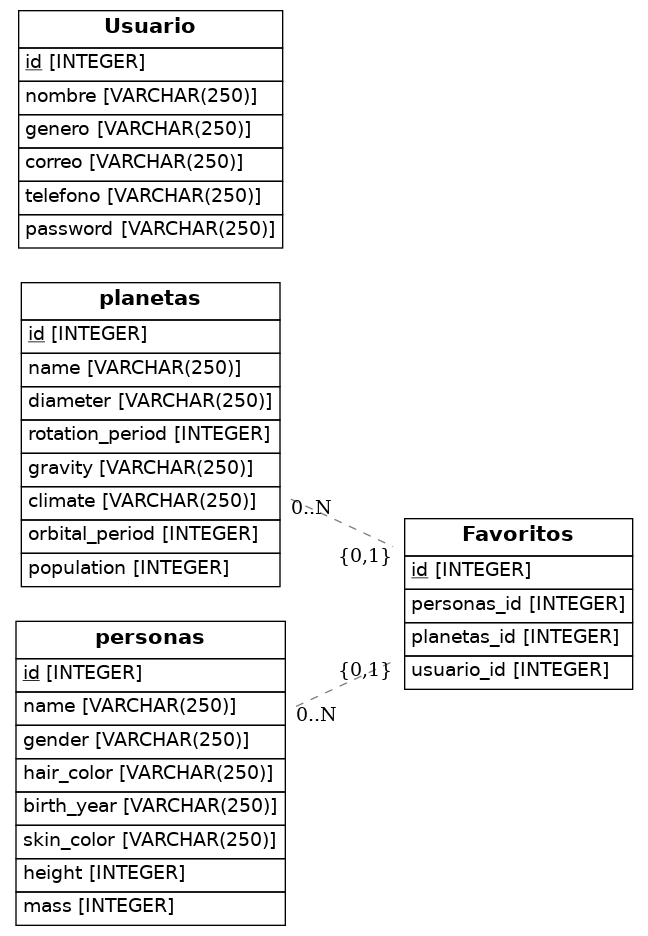 Usuario
id [INTEGER]
nombre [VARCHAR(250)]
genero [VARCHAR(250)]
correo [VARCHAR(250)]
telefono [VARCHAR(250)]
password [VARCHAR(250)]
planetas
id [INTEGER]
name [VARCHAR(250)]
diameter [VARCHAR(250)]
rotation_period [INTEGER]
gravity [VARCHAR(250)]
climate [VARCHAR(250)]
orbital_period [INTEGER]
population [INTEGER]
0..N
{0,1}
Favoritos
id [INTEGER]
personas_id [INTEGER]
planetas_id [INTEGER]
usuario_id [INTEGER]
personas
id [INTEGER]
name [VARCHAR(250)]
gender [VARCHAR(250)]
hair_color [VARCHAR(250)]
birth_year [VARCHAR(250)]
skin_color [VARCHAR(250)]
height [INTEGER]
mass [INTEGER]
{0,1}
0..N